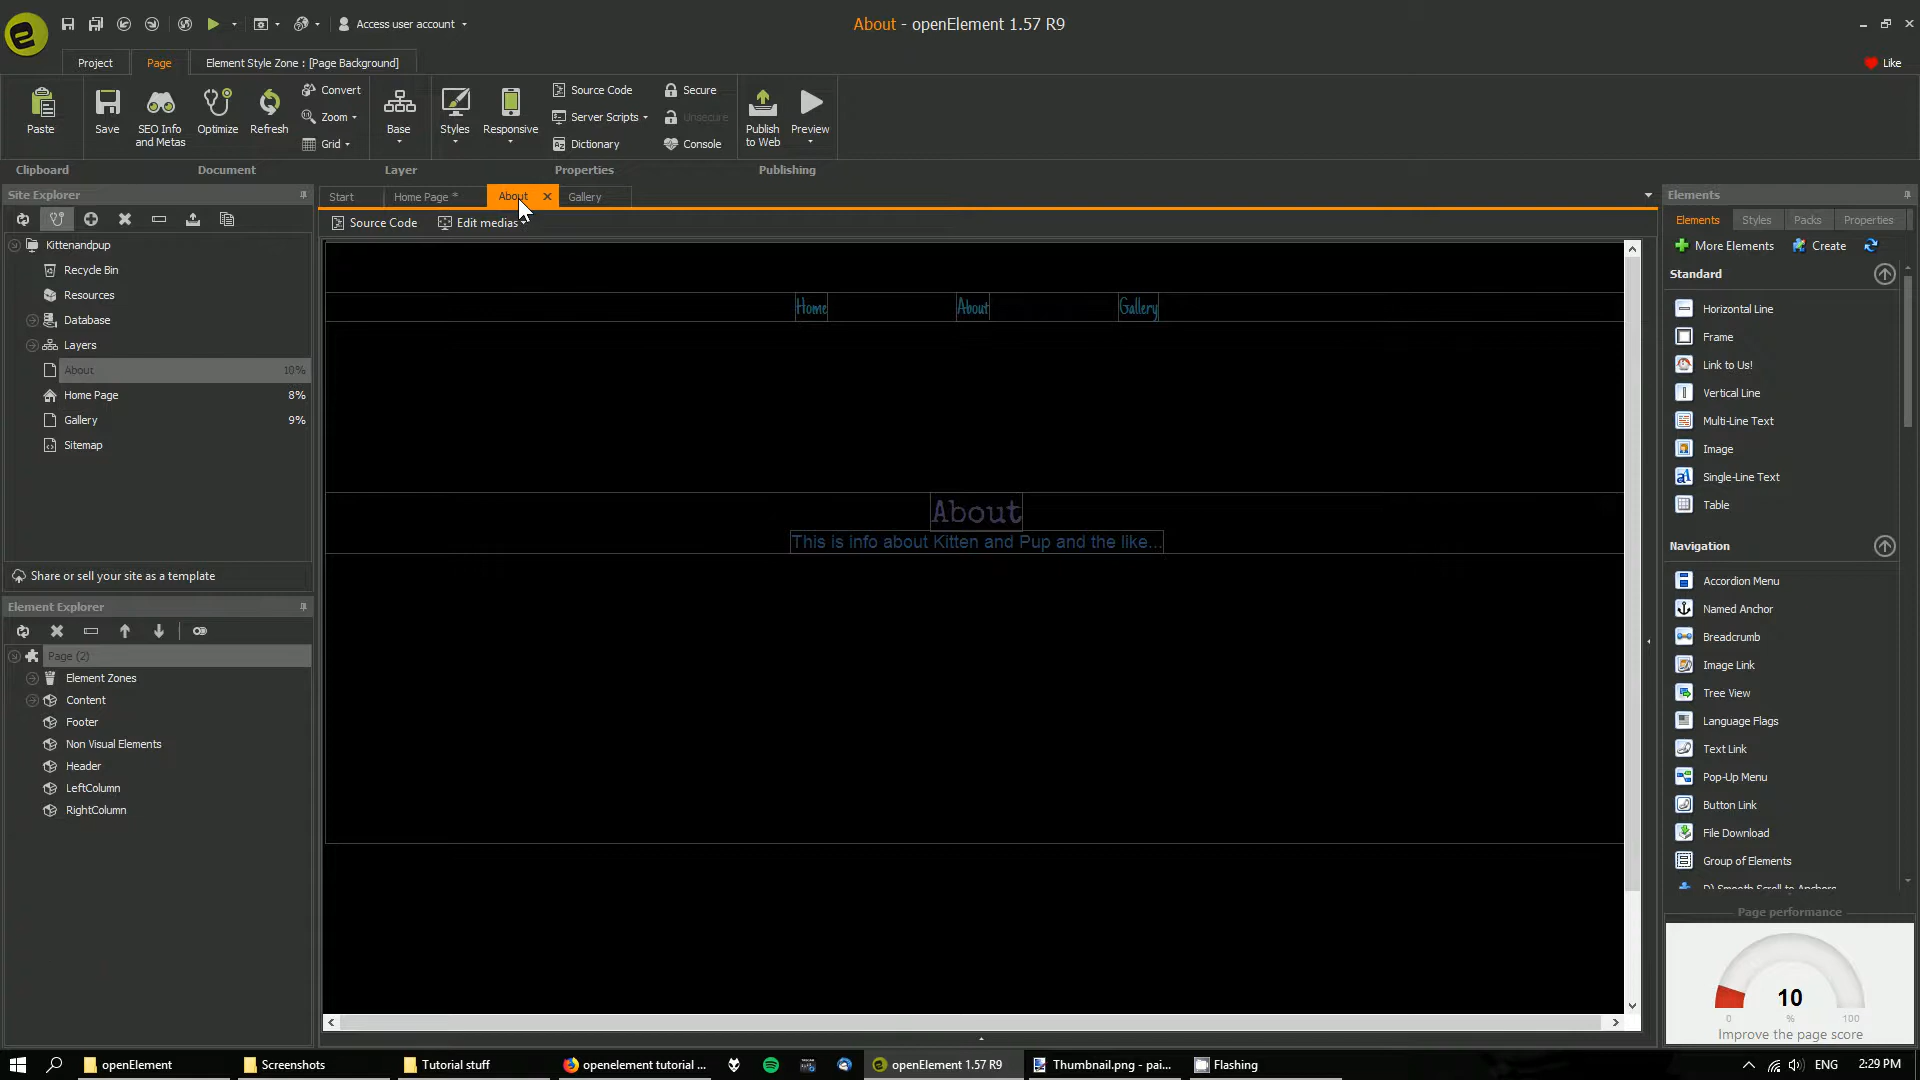 Access user account
About - openElement 1.57 R9
Project
Page
Element Style Zone : [Page Background]
Like
Paste
Save
SEO Info
and Metas
Optimize
Refresh
Convert
Zoom
Grid
Base
Styles
Responsive
Source Code
Server Scripts
Dictionary
Secure
Unsecure
Console
Publish
to Web
Preview
Clipboard
Document
Layer
Properties
Publishing
Site Explorer
Kittenandpup
Recycle Bin
Resources
Database
Layers
About 10%
Home Page 8%
Gallery 9%
Sitemap
Share or sell your site as a template
Element Explorer
Page (2)
Element Zones
Content
Footer
Non Visual Elements
Header
LeftColumn
RightColumn
Start
Home Page *
About
Gallery
Source Code
Edit medias
Home
About
Gallery
About
This is info about Kitten and Pup and the like...
Elements
Elements
Styles
Packs
Properties
More Elements
Create
Standard
Horizontal Line
Frame
Link to Us!
Vertical Line
Multi-Line Text
Image
Single-Line Text
Table
Navigation
Accordion Menu
Named Anchor
Breadcrumb
Image Link
Tree View
Language Flags
Text Link
Pop-Up Menu
Button Link
File Download
Group of Elements
Page performance
10
0 % 100
Improve the page score
openElement
Screenshots
Tutorial stuff
openelement tutorial ...
openElement 1.57 R9
Thumbnail.png - pai...
Flashing
ENG
2:29 PM